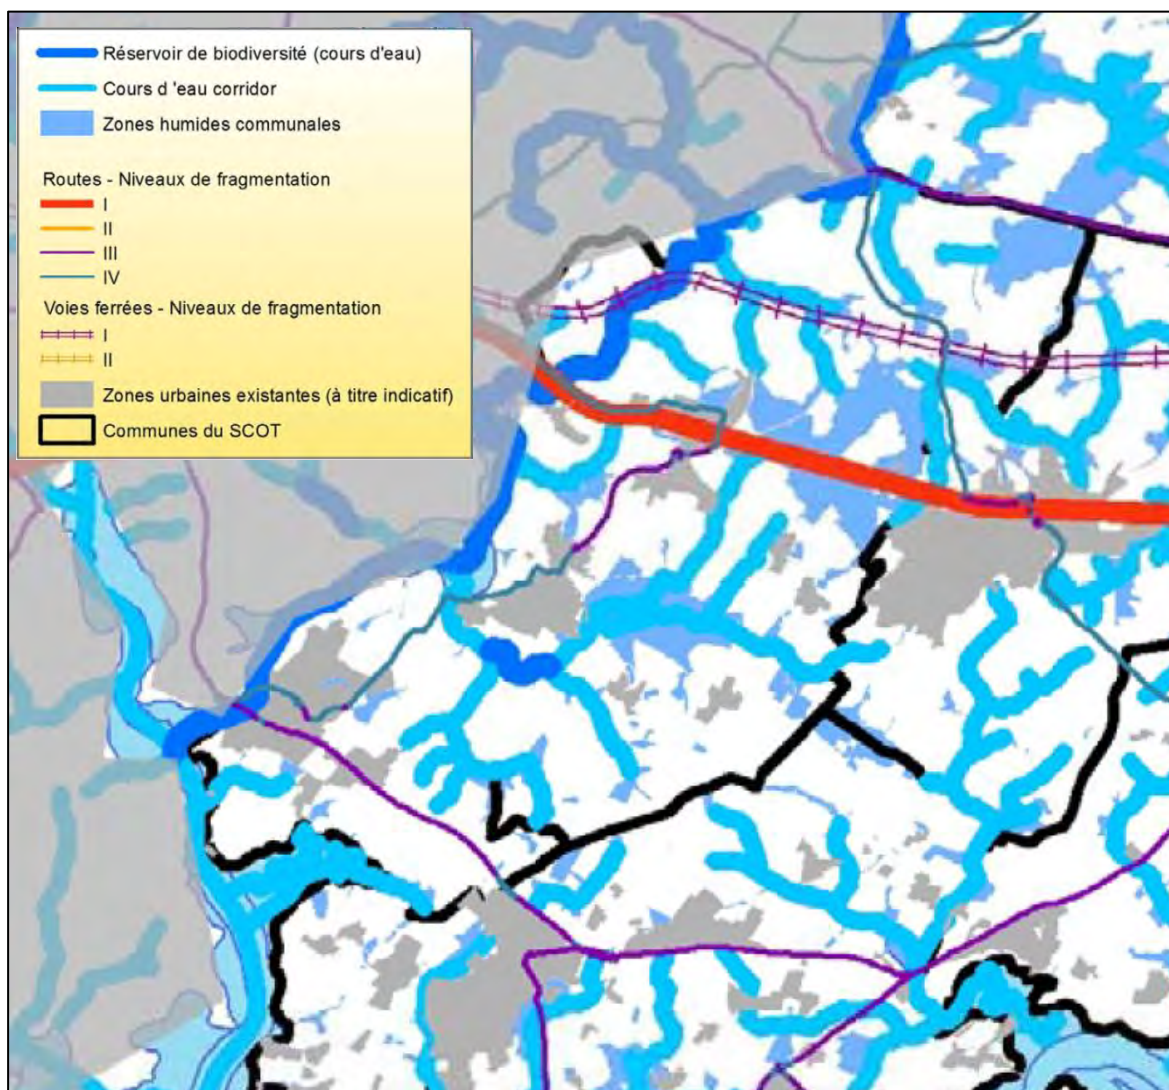 Réservoir de biodiversité (cours d'eau)
Cours d 'eau corridor
Zones humides communales
Routes - Niveaux de fragmentation
I
II
III
IV
Voies ferrées - Niveaux de fragmentation
I
II
Zones urbaines existantes (à titre indicatif)
Communes du SCOT